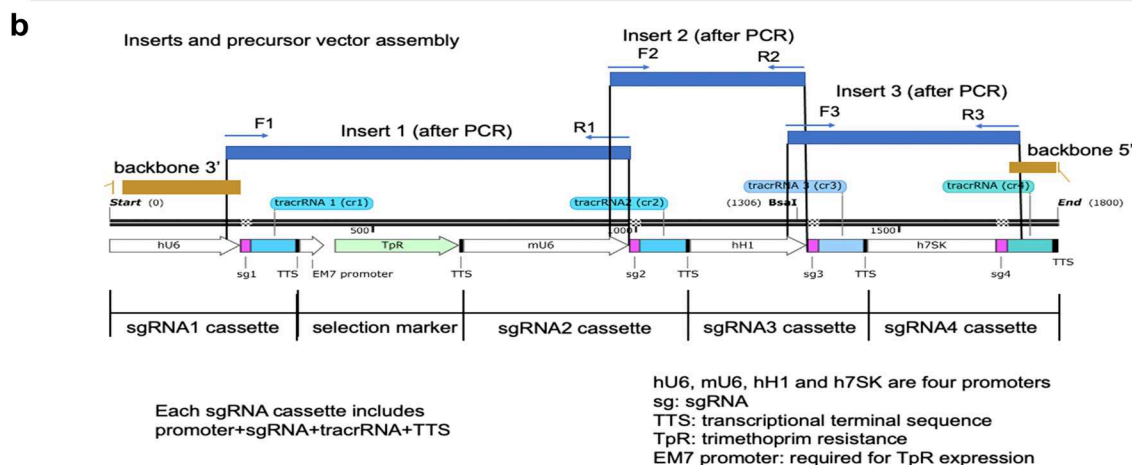 b
Inserts and precursor vector assembly
Insert 2 (after PCR)
F2
R2
Insert 3 (after PCR)
F1
Insert 1 (after PCR)
R1
F3
R3
backbone 3'
backbone 5'
Start (0)
tracrRNA 1 (cr1)
tracrRNA2 (cr2)
tracrRNA 3 (cr3)
(1306) BsaI
tracrRNA (cr4)
End (1800)
500
1000
1500
hU6
TpR
mU6
hH1
h7SK
sg1
TTS
EM7 promoter
TTS
sg2
TTS
sg3
TTS
sg4
TTS
sgRNA1 cassette
selection marker
sgRNA2 cassette
sgRNA3 cassette
sgRNA4 cassette
Each sgRNA cassette includes
promoter+sgRNA+tracrRNA+TTS
hU6, mU6, hH1 and h7SK are four promoters
sg: sgRNA
TTS: transcriptional terminal sequence
TpR: trimethoprim resistance
EM7 promoter: required for TpR expression